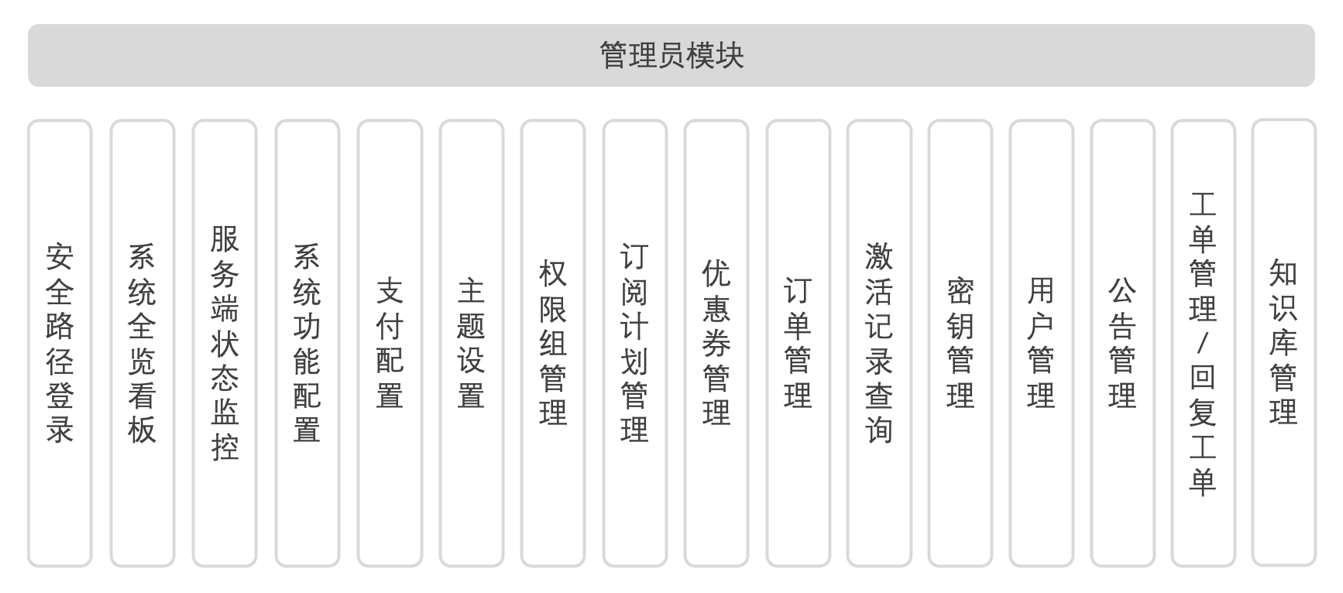 管理员模块
安全路径登录
系统全览看板
服务端状态监控
系统功能配置
支付配置
主题设置
权限组管理
订阅计划管理
优惠券管理
订单管理
激活记录查询
密钥管理
用户管理
公告管理
工单管理/回复工单
知识库管理